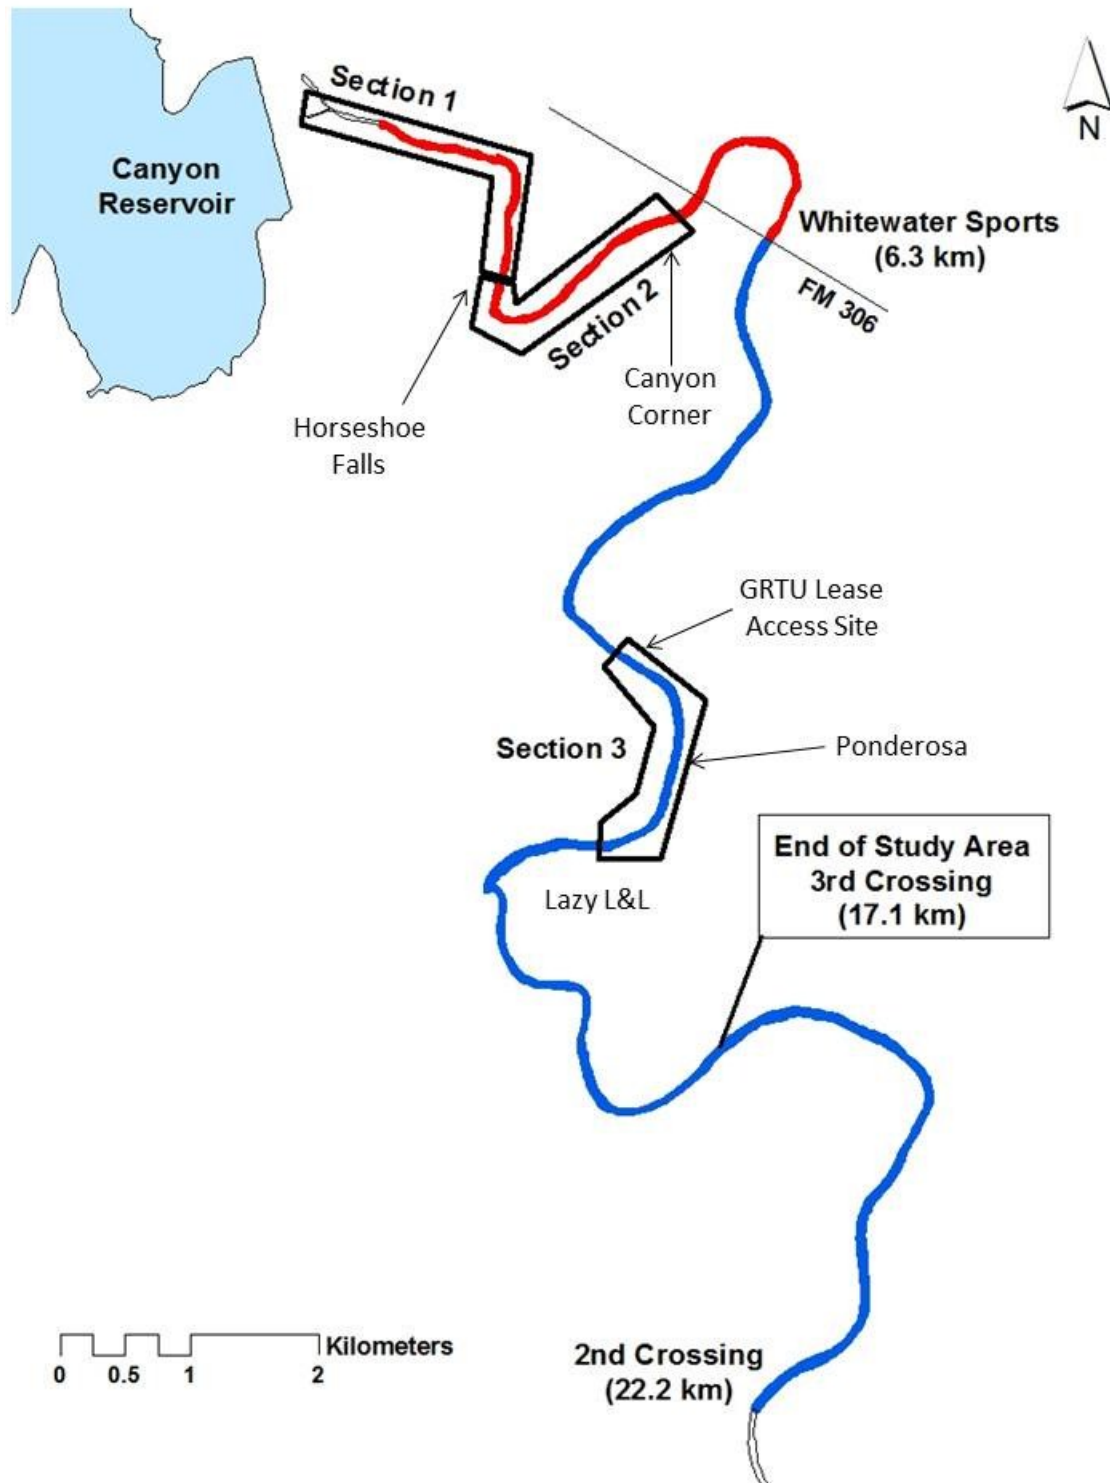 Section 1
N
Canyon
Reservoir
Whitewater Sports
(6.3 km)
FM 306
Section 2
Canyon
Corner
Horseshoe
Falls
GRTU Lease
Access Site
Section 3
Ponderosa
End of Study Area
3rd Crossing
(17.1 km)
Lazy L&L
Kilometers
0 0.5 1 2
2nd Crossing
(22.2 km)